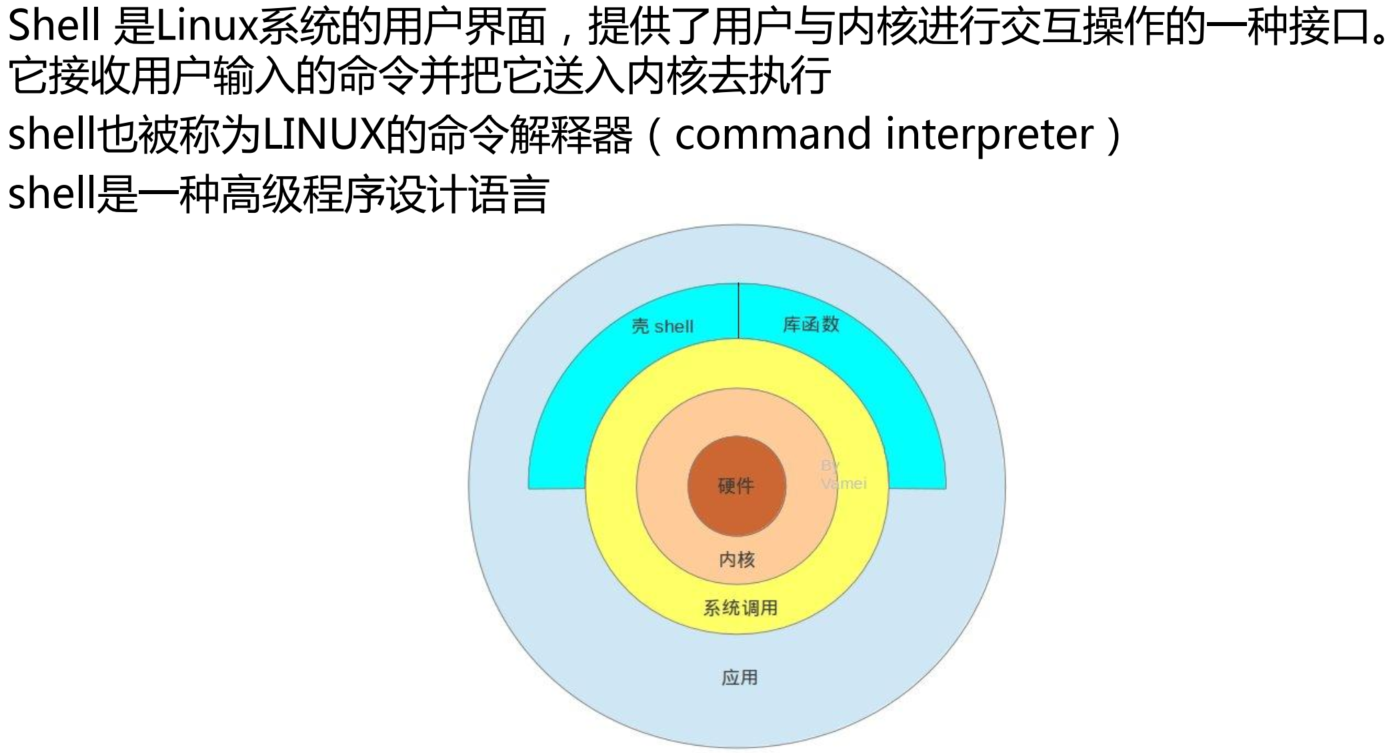 Shell 是Linux系统的用户界面，提供了用户与内核进行交互操作的一种接口。
它接收用户输入的命令并把它送入内核去执行
shell也被称为LINUX的命令解释器（command interpreter）
shell是一种高级程序设计语言
壳 shell
库函数
By
Vamei
硬件
内核
系统调用
应用